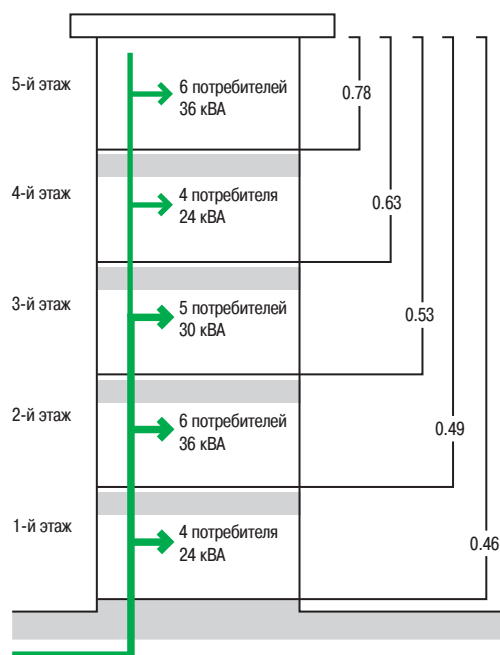 5-й этаж
6 потребителей
36 кВА
0.78
4-й этаж
4 потребителя
24 кВА
0.63
3-й этаж
5 потребителей
30 кВА
0.53
2-й этаж
6 потребителей
36 кВА
0.49
1-й этаж
4 потребителя
24 кВА
0.46